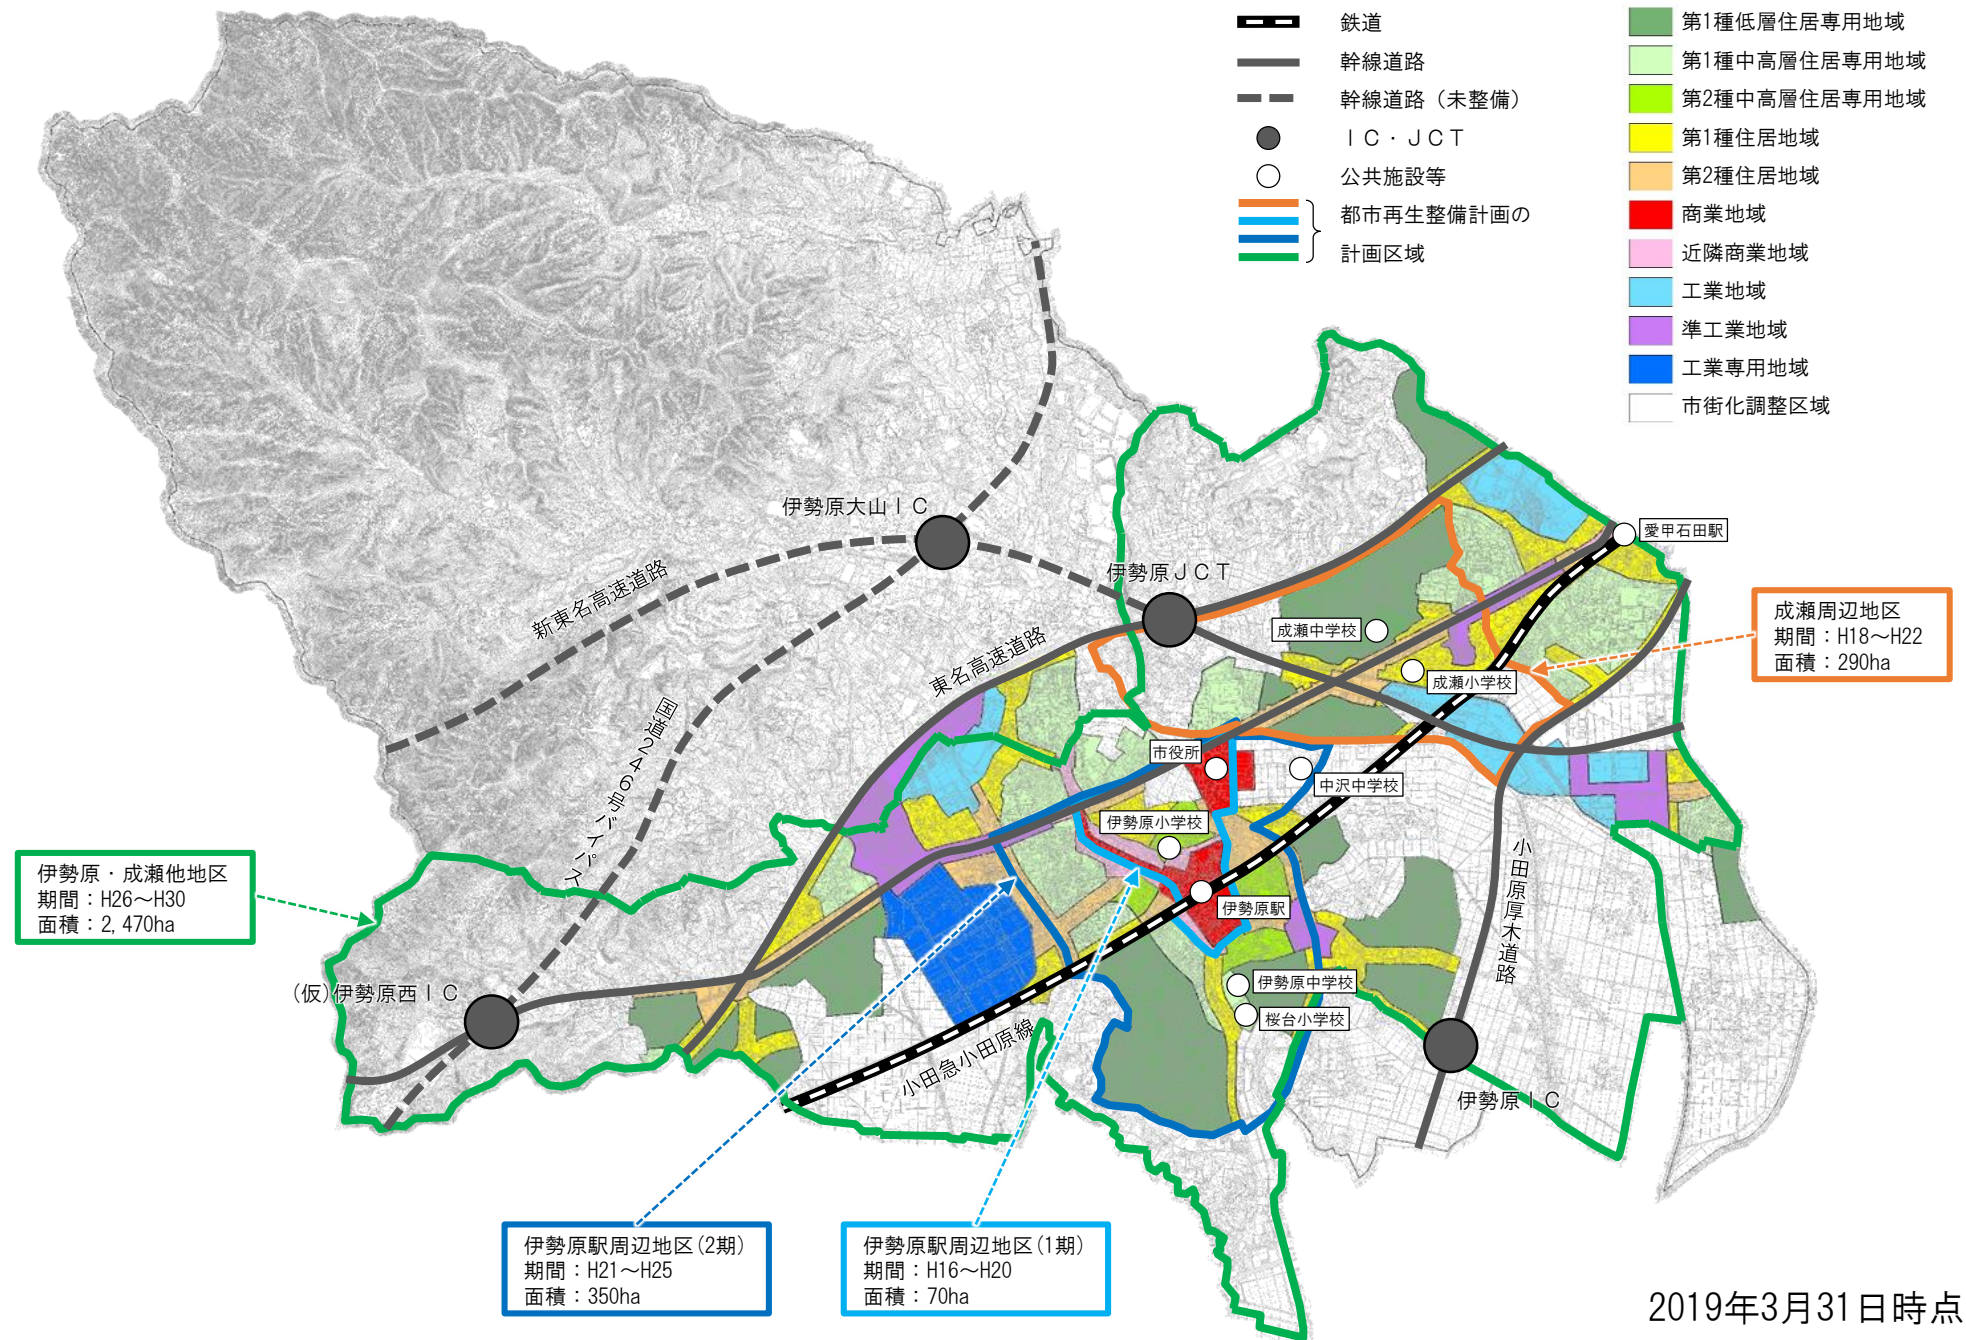 鉄道
幹線道路
幹線道路（未整備）
ＩＣ・ＪＣＴ
公共施設等
都市再生整備計画の
計画区域
第1種低層住居専用地域
第1種中高層住居専用地域
第2種中高層住居専用地域
第1種住居地域
第2種住居地域
商業地域
近隣商業地域
工業地域
準工業地域
工業専用地域
市街化調整区域
伊勢原大山ＩＣ
愛甲石田駅
伊勢原ＪＣＴ
新東名高速道路
成瀬中学校
東名高速道路
成瀬小学校
成瀬周辺地区
期間：H18～H22
面積：290ha
国道２４６号バイパス
市役所
中沢中学校
伊勢原小学校
小田原厚木道路
伊勢原・成瀬他地区
期間：H26～H30
面積：2,470ha
伊勢原駅
(仮)伊勢原西ＩＣ
伊勢原中学校
桜台小学校
小田急小田原線
伊勢原ＩＣ
伊勢原駅周辺地区(2期)
期間：H21～H25
面積：350ha
伊勢原駅周辺地区(1期)
期間：H16～H20
面積：70ha
2019年3月31日時点